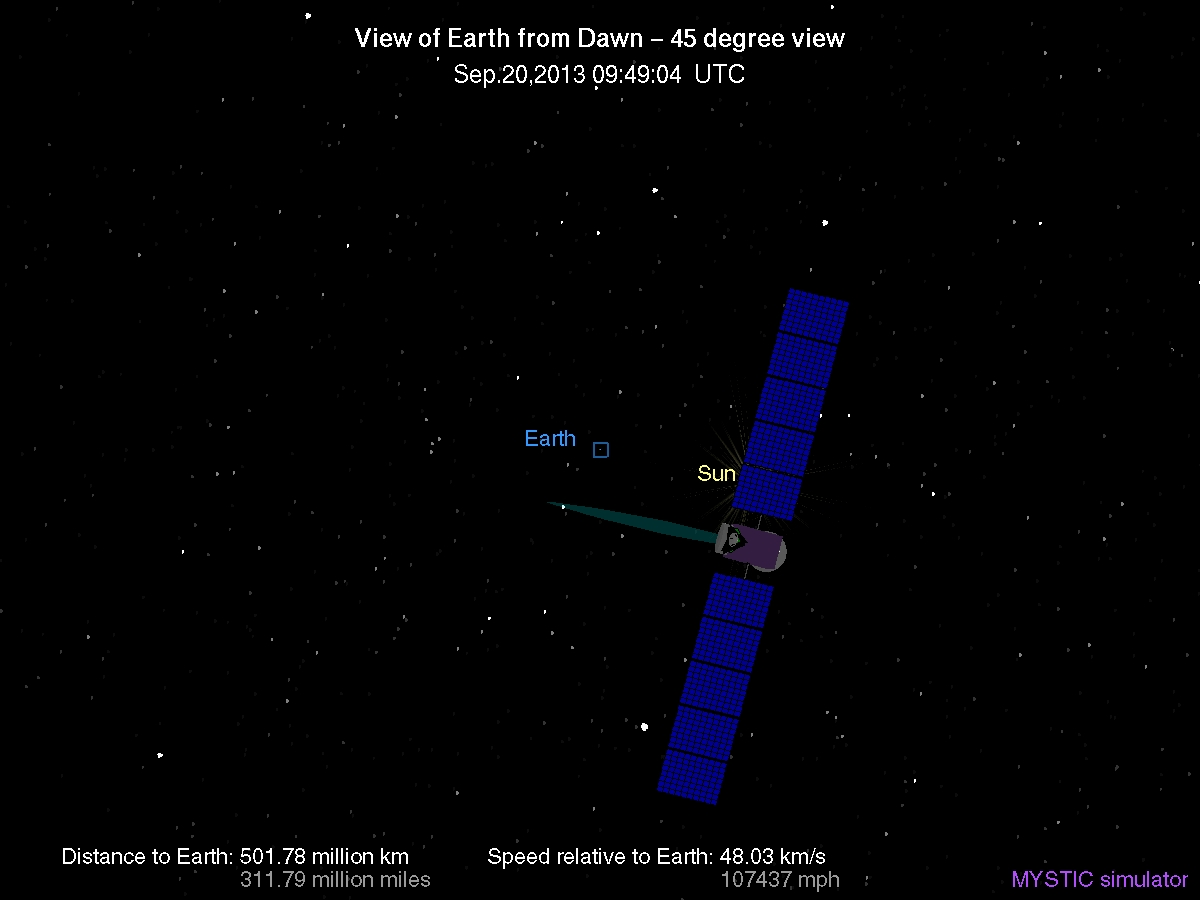 View of Earth from Dawn – 45 degree view
Sep.20,2013 09:49:04 UTC
Earth
Sun
Distance to Earth: 501.78 million km
311.79 million miles
Speed relative to Earth: 48.03 km/s
107437 mph
MYSTIC simulator